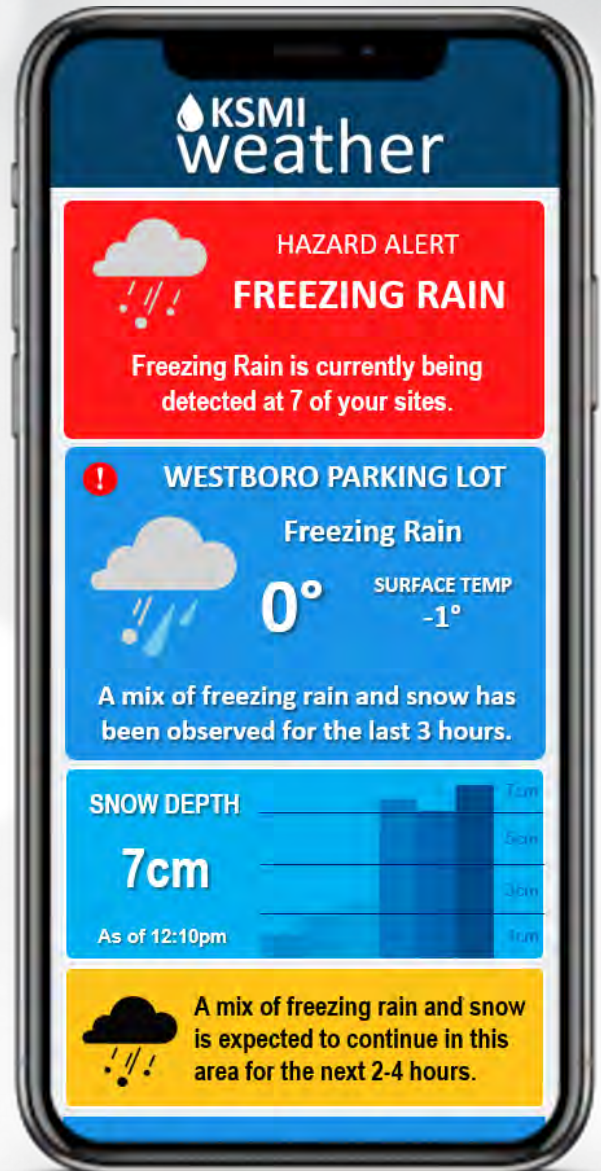 KSMI
weather
HAZARD ALERT
FREEZING RAIN
Freezing Rain is currently being
detected at 7 of your sites.
!
WESTBORO PARKING LOT
Freezing Rain
0°
SURFACE TEMP
-1°
A mix of freezing rain and snow has
been observed for the last 3 hours.
SNOW DEPTH
7cm
As of 12:10pm
7cm
5cm
3cm
1cm
A mix of freezing rain and snow
is expected to continue in this
area for the next 2-4 hours.